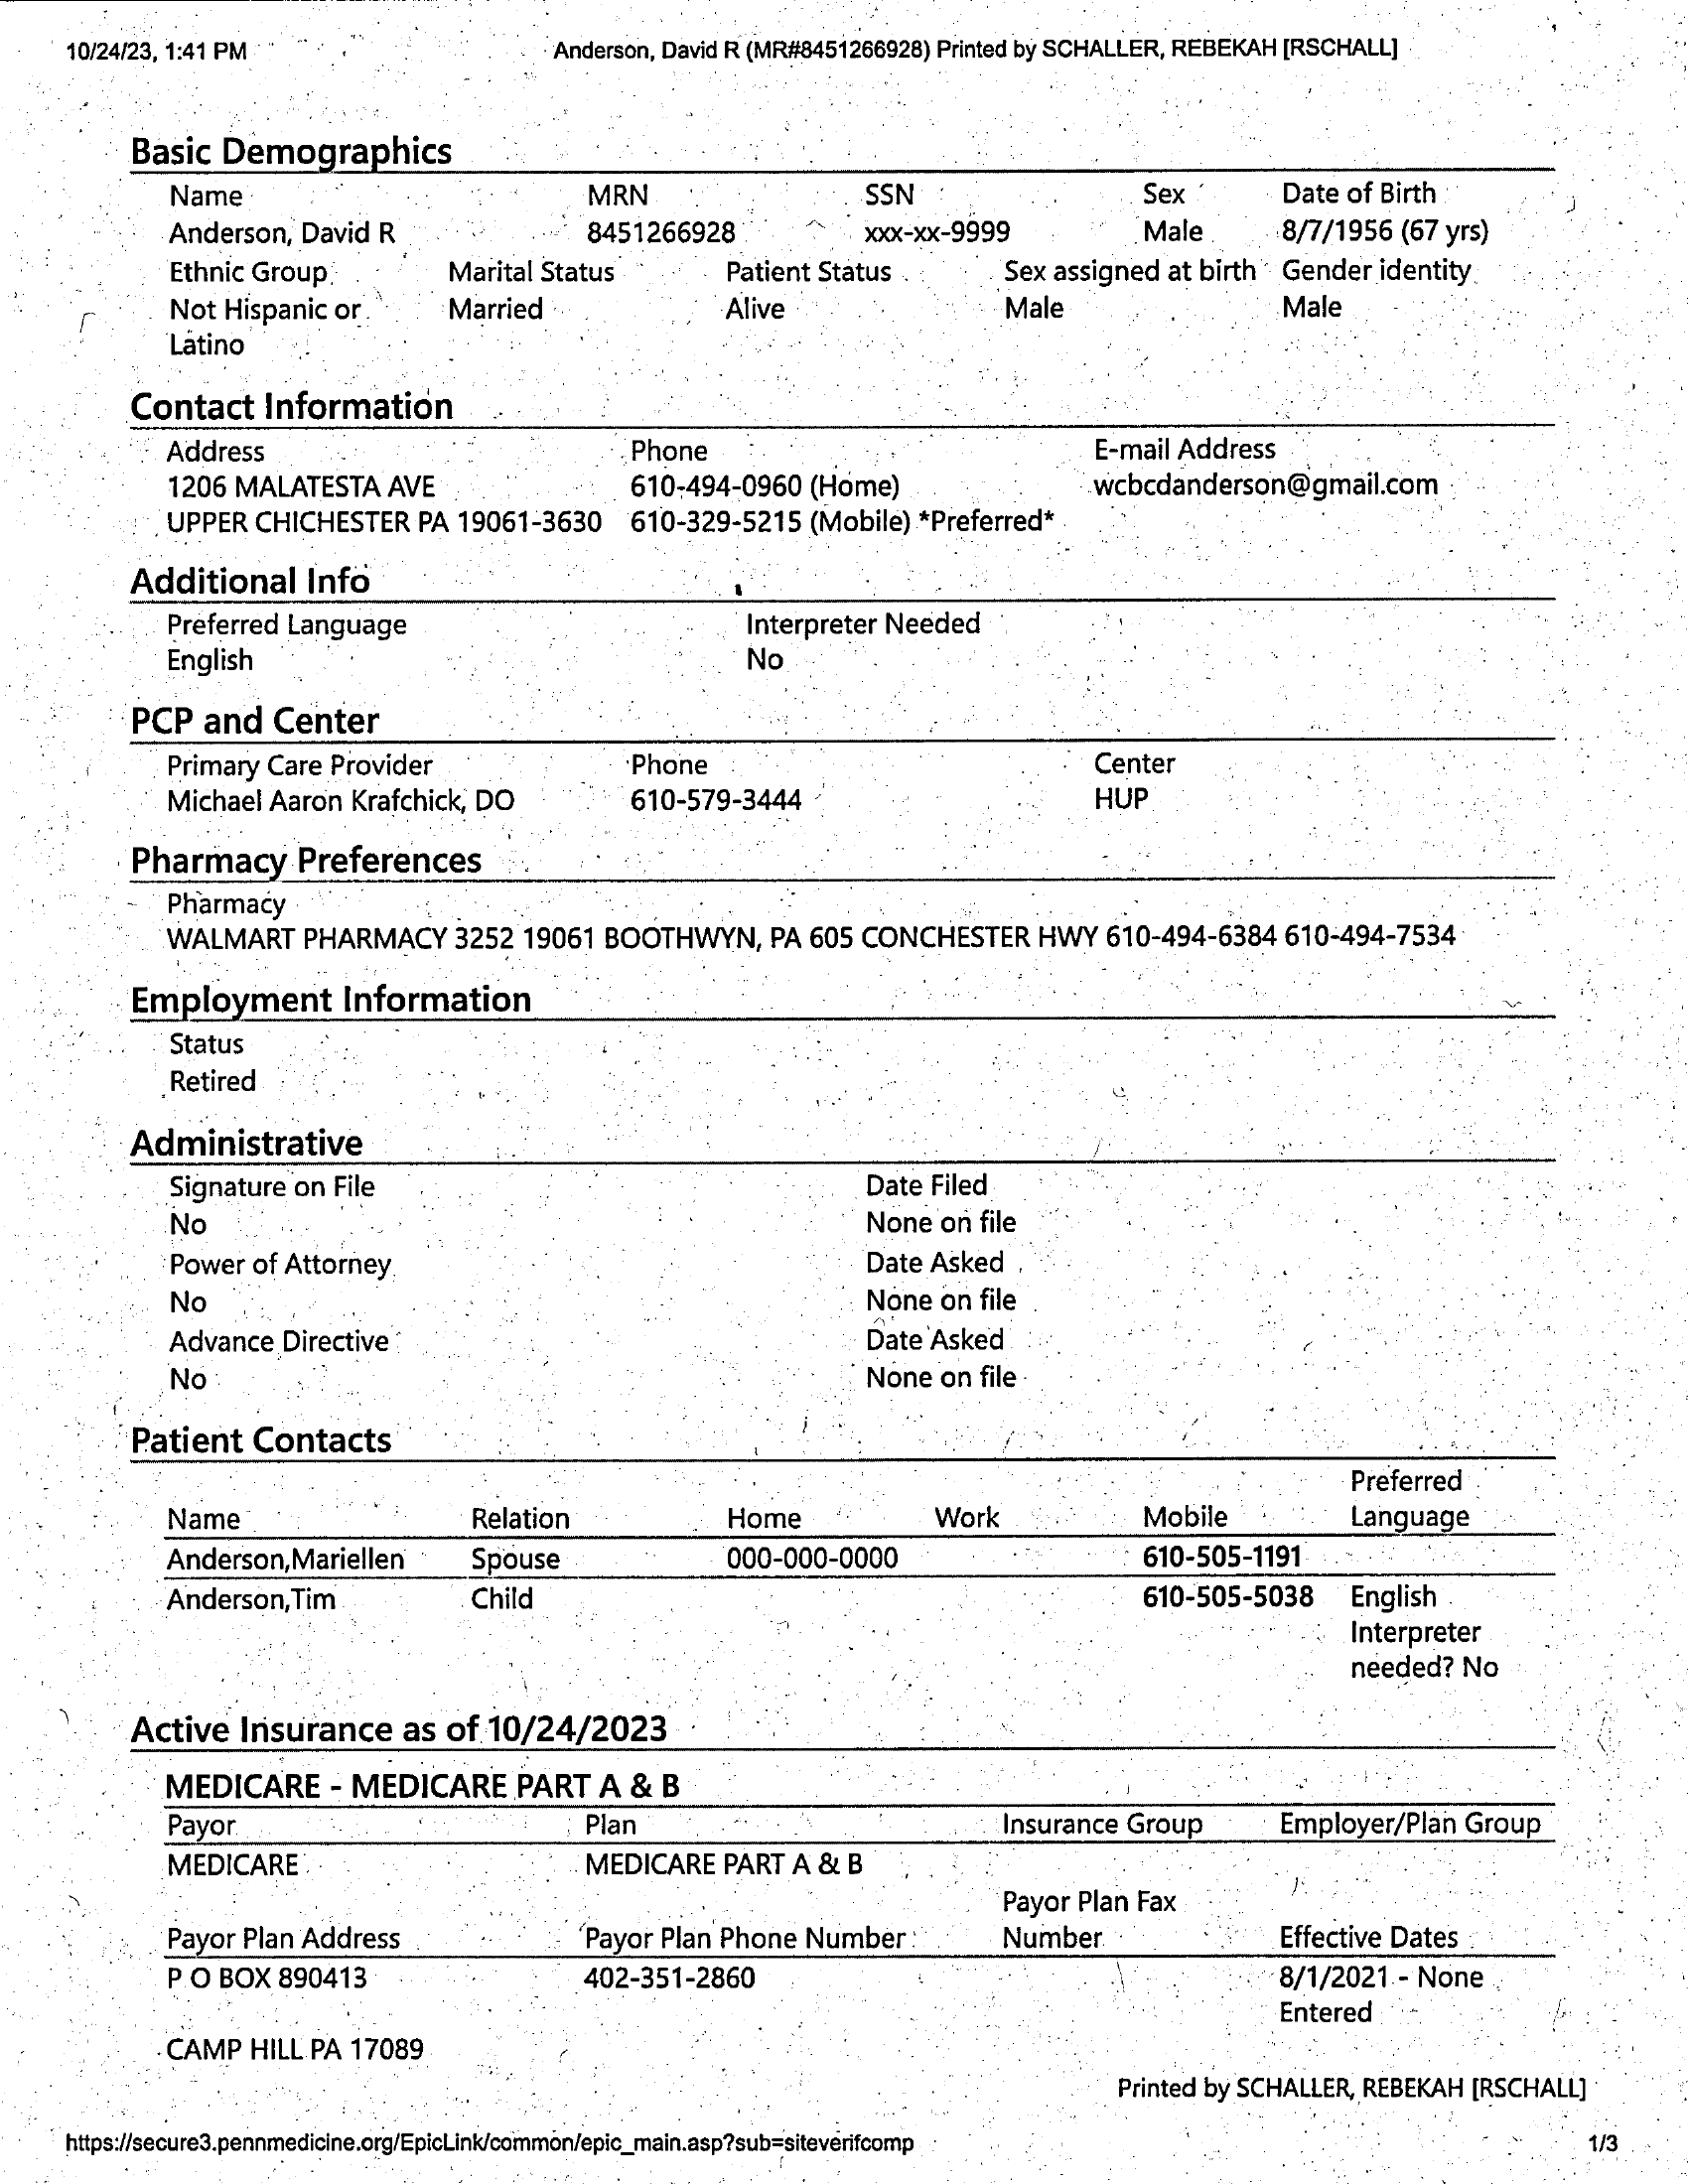 10/24/23, 1:41 PM Anderson, David R (MR#8451266928) Printed by SCHALLER, REBEKAH [RSCHALL]
Basic Demographics
Name MRN SSN Sex Date of Birth
Anderson, David R 8451266928 xxx-xx-9999 Male 8/7/1956 (67 yrs)
Ethnic Group Marital Status Patient Status Sex assigned at birth Gender identity
Not Hispanic or Married Alive Male Male
Latino
Contact Information
Address Phone E-mail Address
1206 MALATESTA AVE 610-494-0960 (Home) wcbcdanderson@gmail.com
UPPER CHICHESTER PA 19061-3630 610-329-5215 (Mobile) *Preferred*
Additional Info
Preferred Language Interpreter Needed
English No
PCP and Center
Primary Care Provider Phone Center
Michael Aaron Krafchick, DO 610-579-3444 HUP
Pharmacy Preferences
Pharmacy
WALMART PHARMACY 3252 19061 BOOTHWYN, PA 605 CONCHESTER HWY 610-494-6384 610-494-7534
Employment Information
Status
Retired
Administrative
Signature on File Date Filed
No None on file
Power of Attorney Date Asked
No None on file
Advance Directive Date Asked
No None on file
Patient Contacts
Preferred
Name Relation Home Work Mobile Language
Anderson,Mariellen Spouse 000-000-0000 610-505-1191
Anderson,Tim Child 610-505-5038 English
Interpreter
needed? No
Active Insurance as of 10/24/2023
MEDICARE - MEDICARE PART A & B
Payor Plan Insurance Group Employer/Plan Group
MEDICARE MEDICARE PART A & B
Payor Plan Fax
Payor Plan Address Payor Plan Phone Number Number Effective Dates
P O BOX 890413 402-351-2860 8/1/2021 - None
Entered
CAMP HILL PA 17089
Printed by SCHALLER, REBEKAH [RSCHALL]
https://secure3.pennmedicine.org/EpicLink/common/epic_main.asp?sub=siteverifcomp 1/3